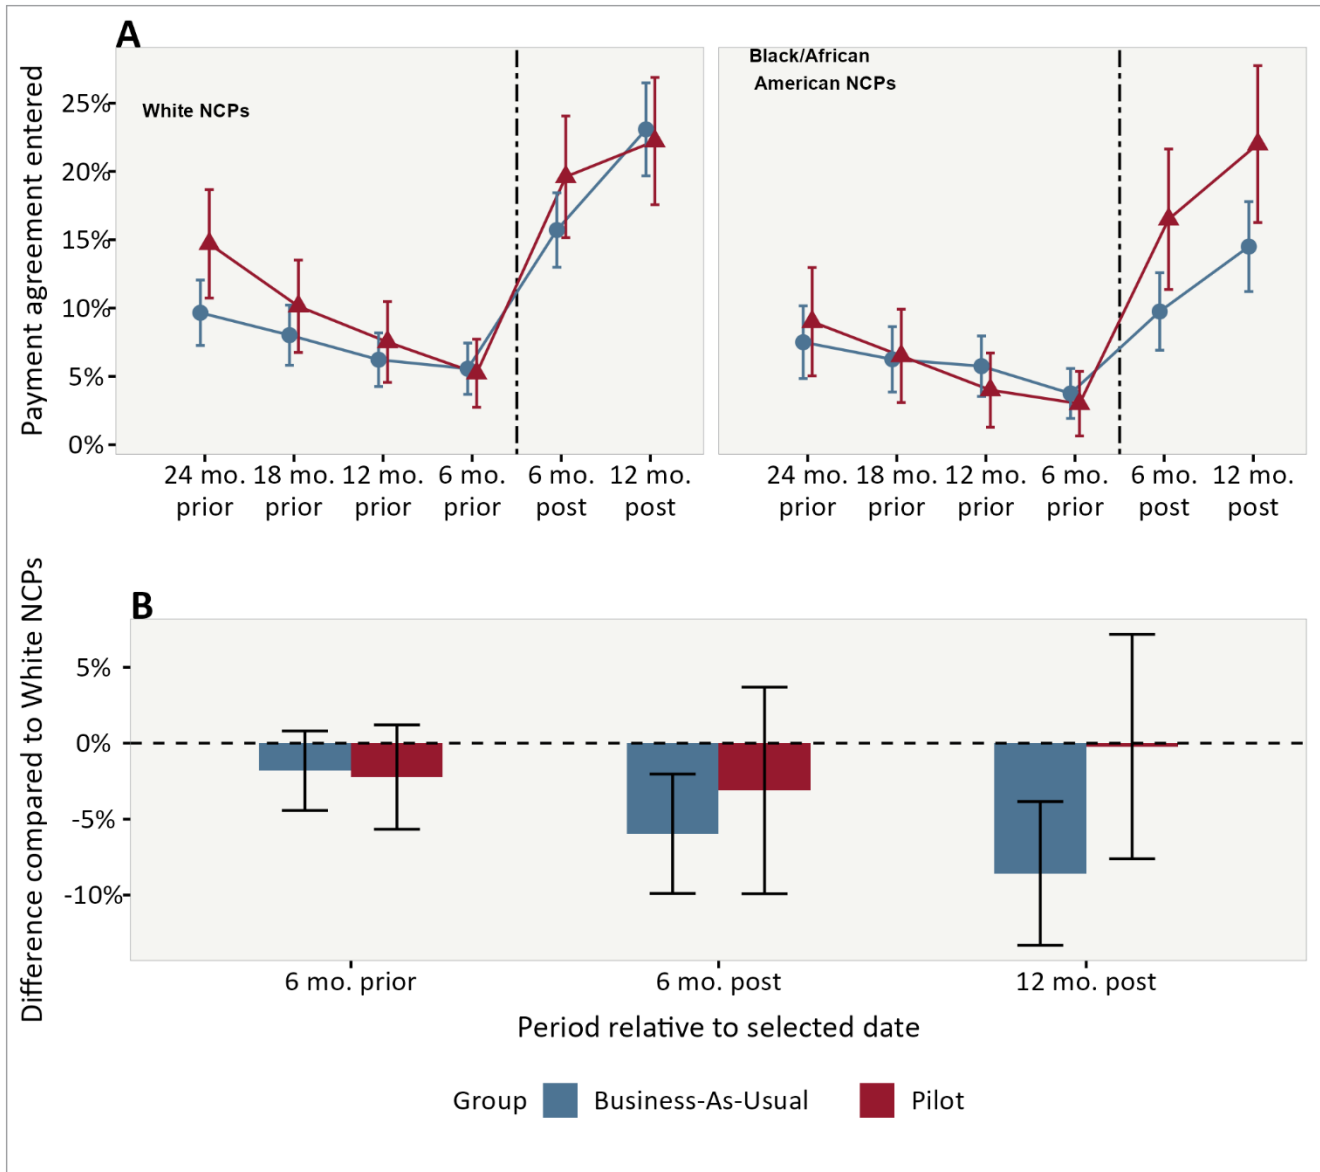 A
Payment agreement entered
25%
20%
15%
10%
5%
0%
White NCPs
Black/African
American NCPs
24 mo. 18 mo. 12 mo. 6 mo. 6 mo. 12 mo.
prior prior prior prior post post
24 mo. 18 mo. 12 mo. 6 mo. 6 mo. 12 mo.
prior prior prior prior post post
B
Difference compared to White NCPs
5%
0%
-5%
-10%
6 mo. prior 6 mo. post 12 mo. post
Period relative to selected date
Group Business-As-Usual Pilot